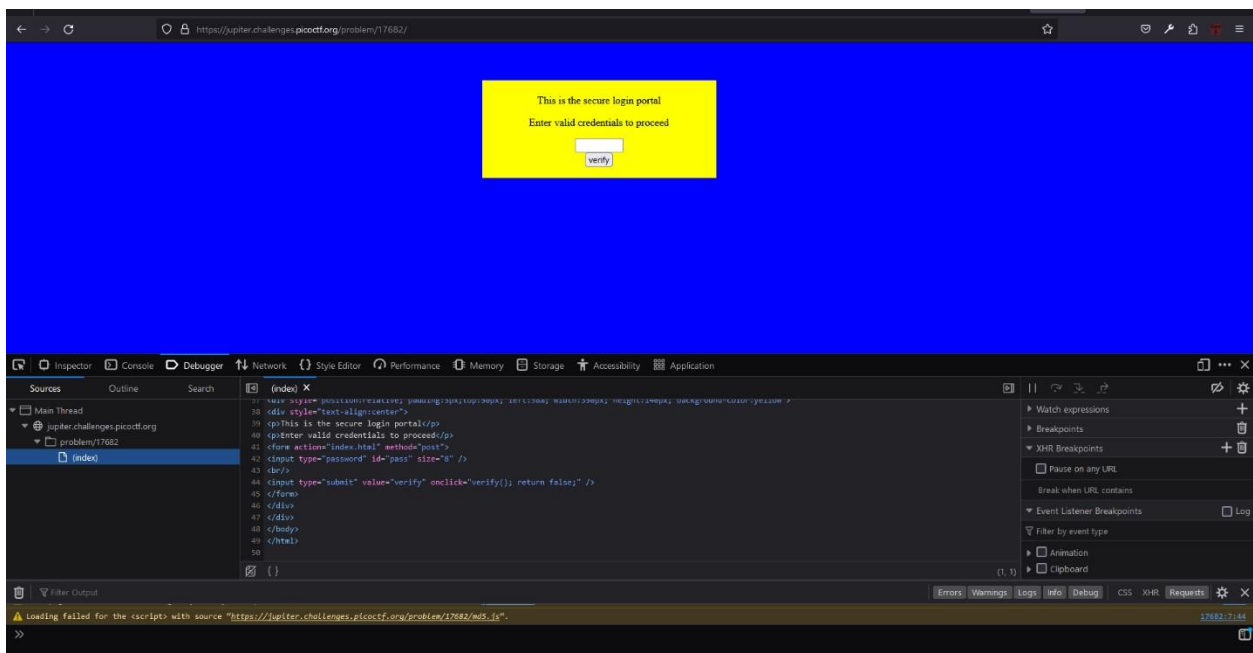 https://jupiter.challenges.picoctf.org/problem/17682/
This is the secure login portal
Enter valid credentials to proceed
verify
Inspector Console Debugger Network Style Editor Performance Memory Storage Accessibility Application
Sources Outline Search
(index)
Main Thread
jupiter.challenges.picoctf.org
problem/17682
(index)
38 <div style="text-align:center">
39 <p>This is the secure login portal</p>
40 <p>Enter valid credentials to proceed</p>
41 <form action="index.html" method="post">
42 <input type="password" id="pass" size="8" />
43 <br/>
44 <input type="submit" value="verify" onclick="verify(); return false;" />
45 </form>
46 </div>
47 </div>
48 </body>
49 </html>
50
{ } (1, 1)
Watch expressions
Breakpoints
XHR Breakpoints
Pause on any URL
Break when URL contains
Event Listener Breakpoints Log
Filter by event type
Animation
Clipboard
Filter Output
Errors Warnings Logs Info Debug CSS XHR Requests
Loading failed for the <script> with source "https://jupiter.challenges.picoctf.org/problem/17682/md5.js". 17682:7:44